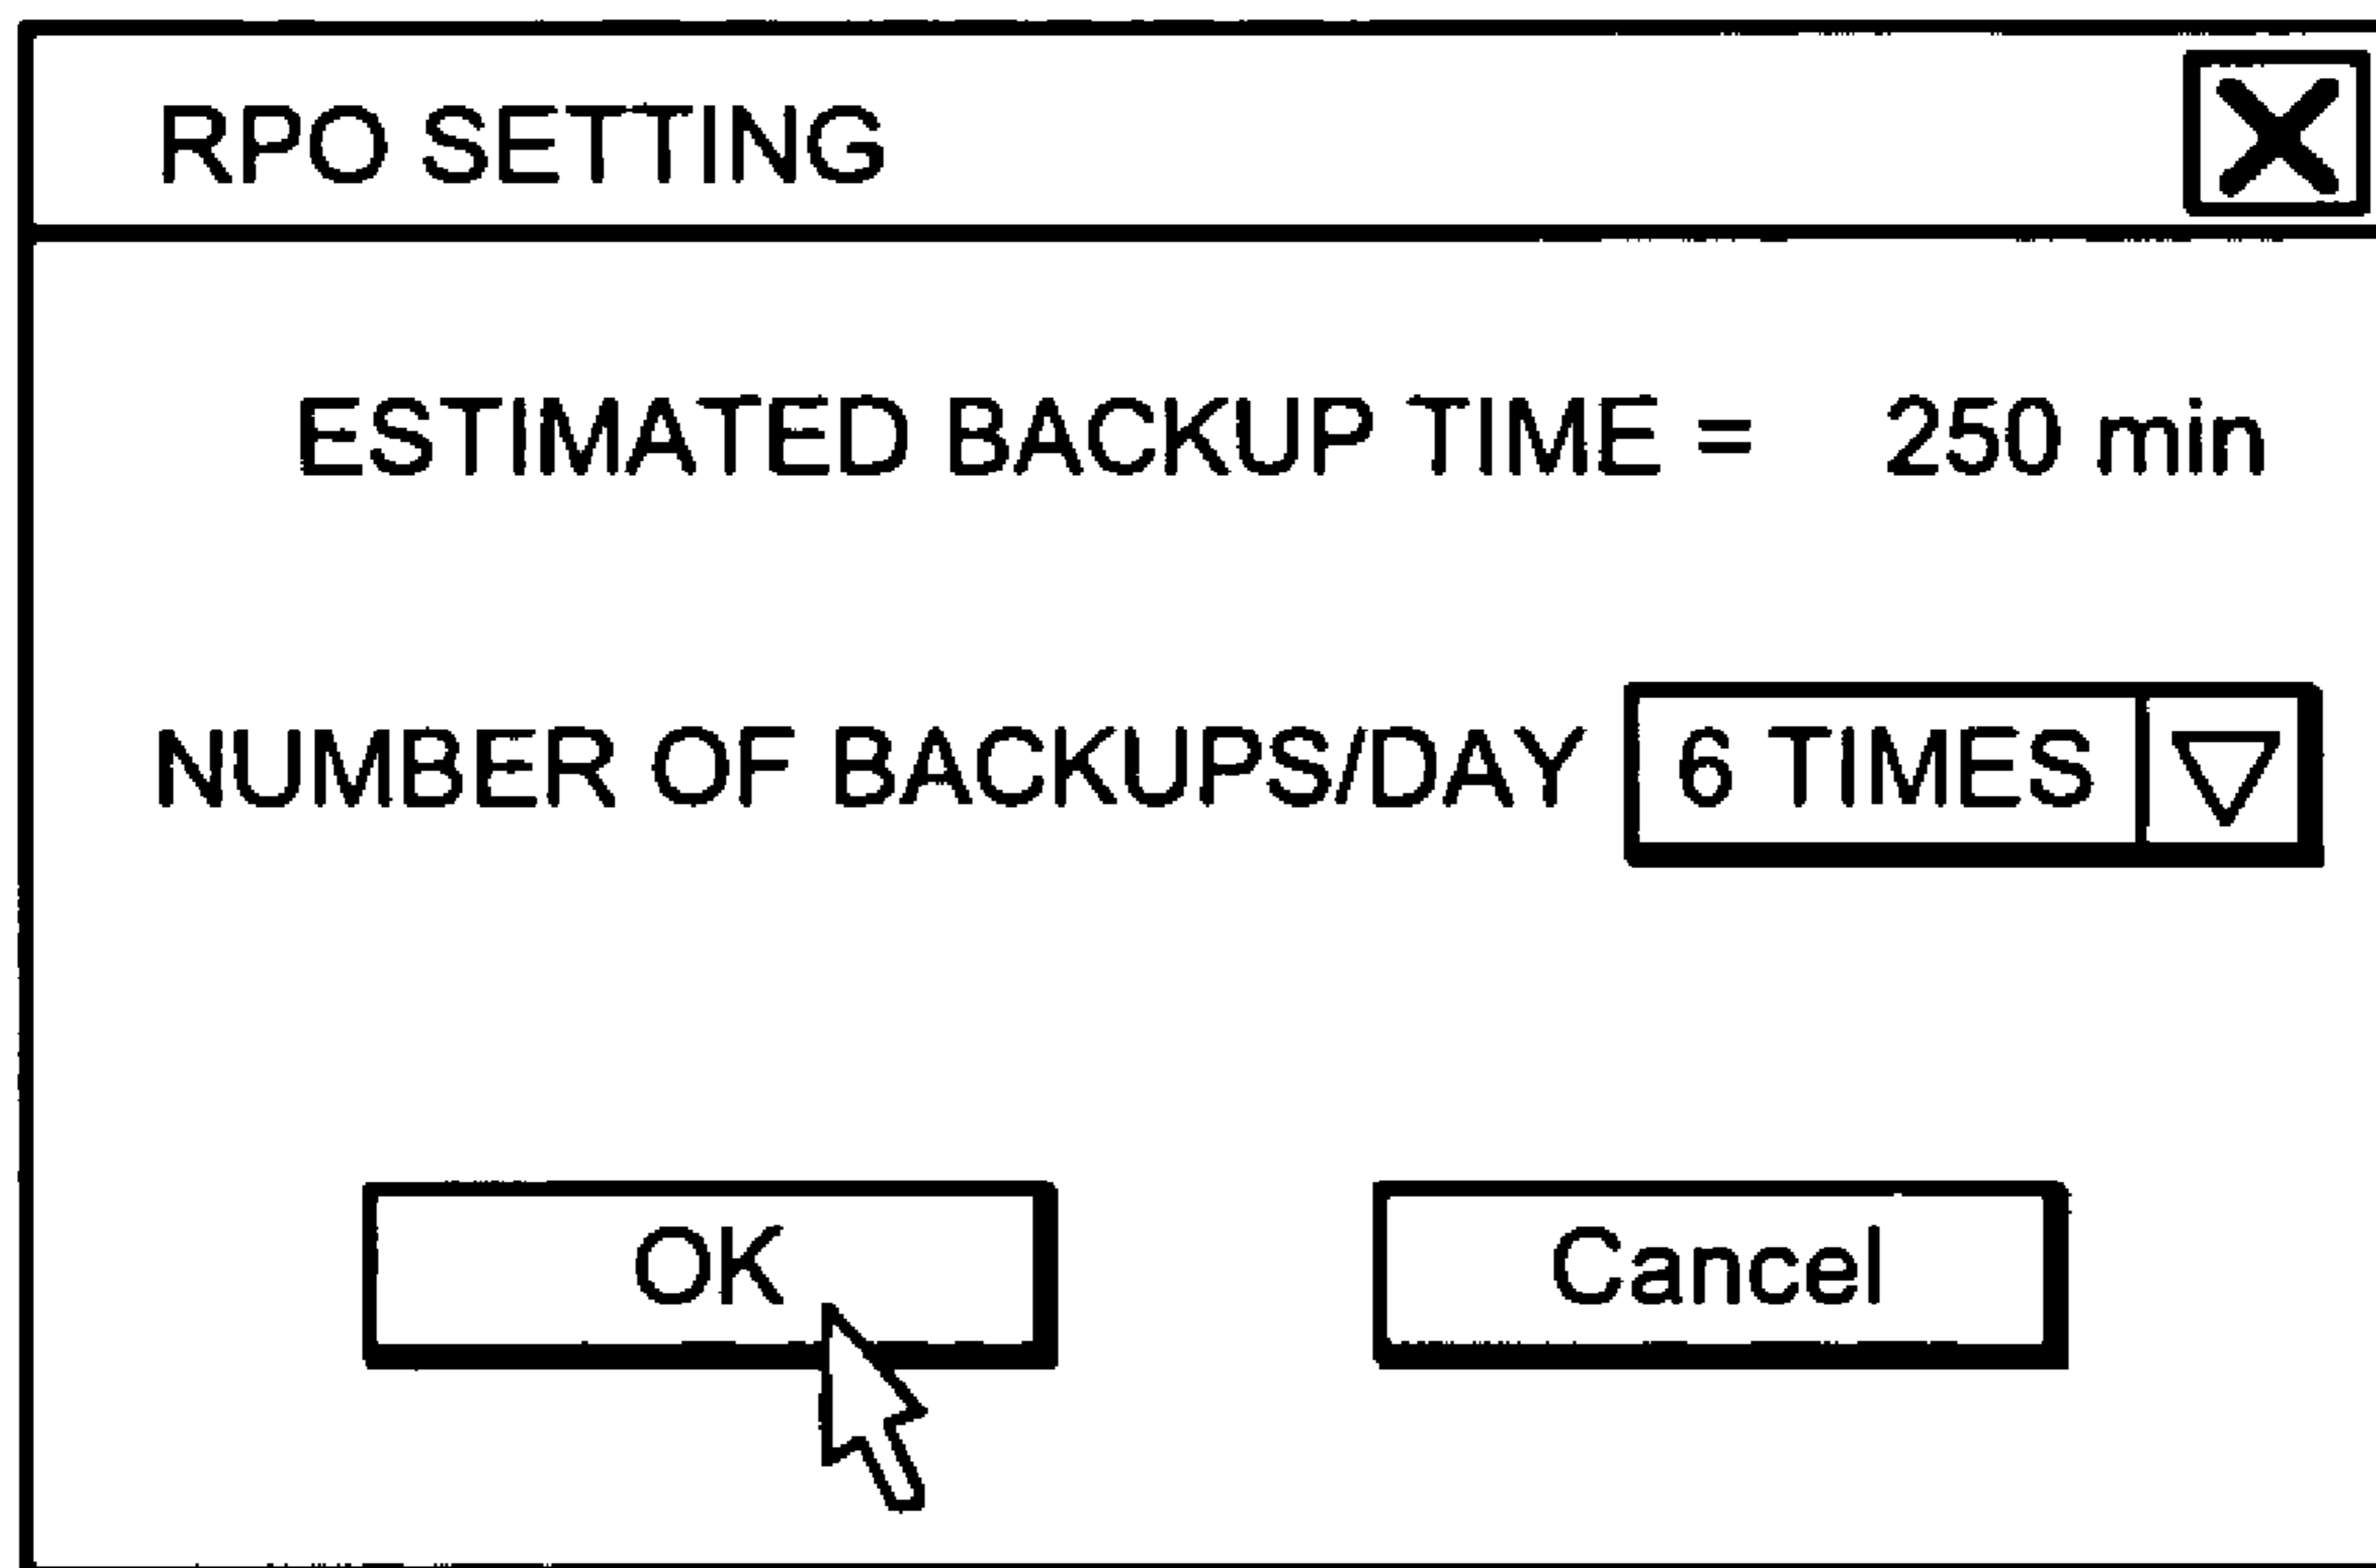 RPO SETTING
ESTIMATED BACKUP TIME = 250 min
NUMBER OF BACKUPS/DAY 6 TIMES
OK Cancel